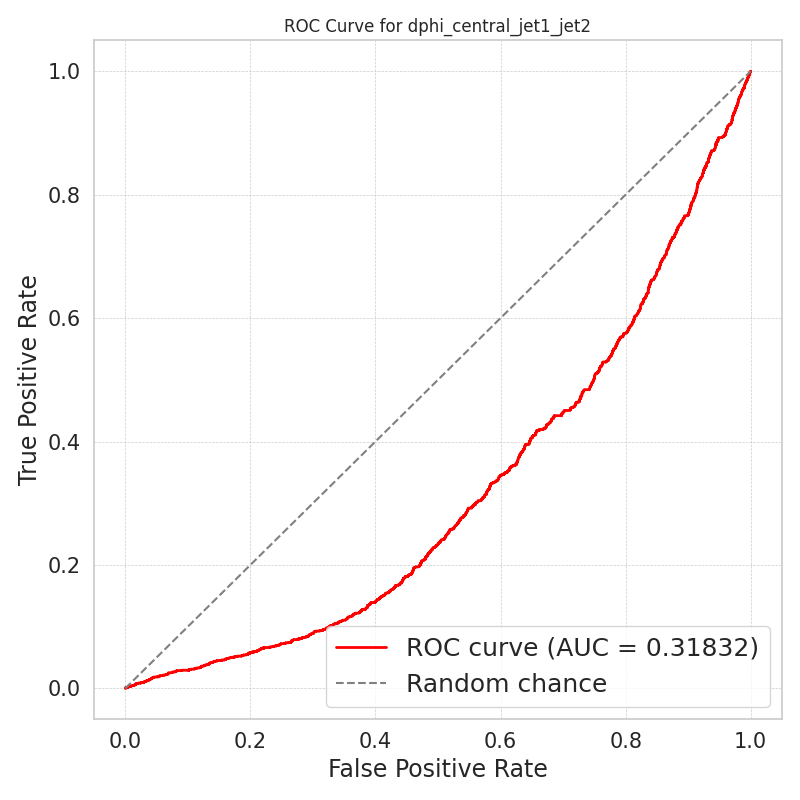 ROC Curve for dphi_central_jet1_jet2
True Positive Rate
1.0
0.8
0.6
0.4
0.2
0.0
ROC curve (AUC = 0.31832)
Random chance
0.0 0.2 0.4 0.6 0.8 1.0
False Positive Rate